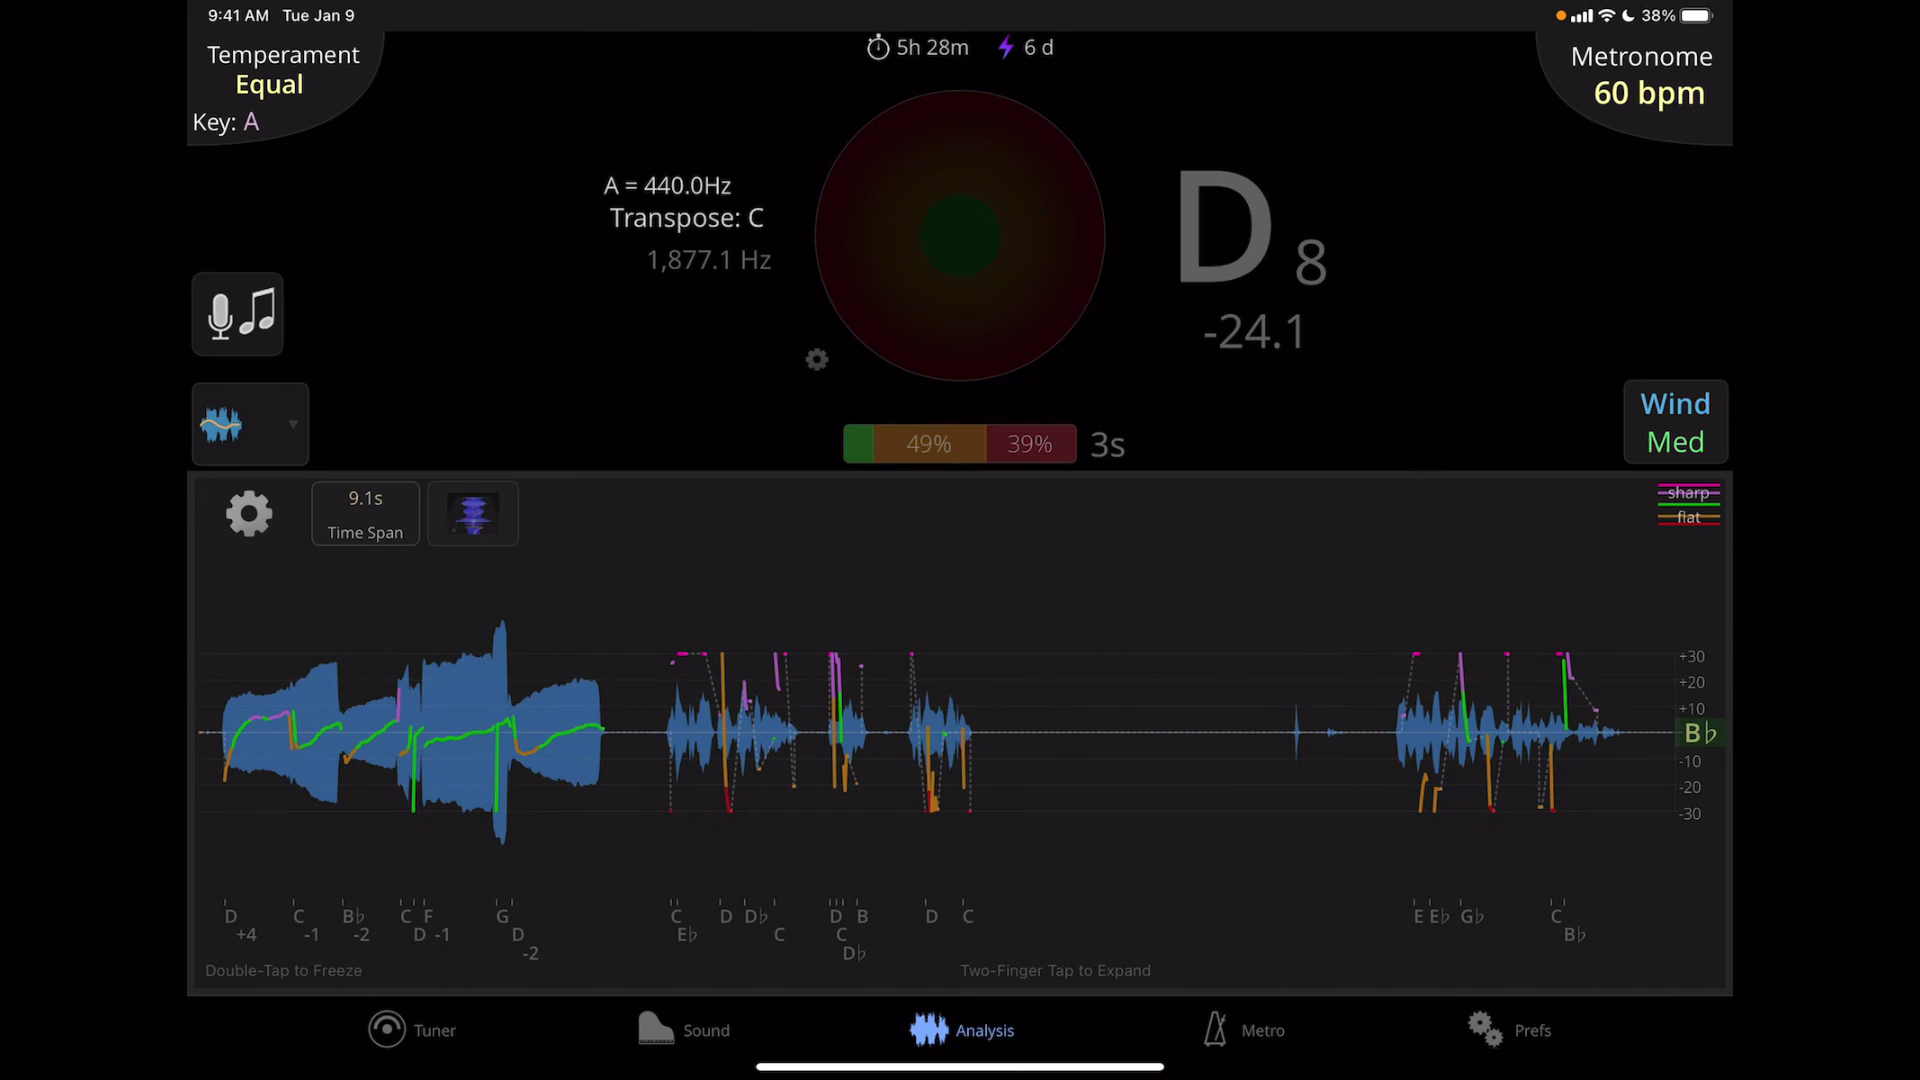 9:41 AM Tue Jan 9
38%
Temperament
Equal
Key: A
5h 28m 6 d
Metronome
60 bpm
A = 440.0Hz
Transpose: C
1,877.1 Hz
D 8
-24.1
49% 39% 3s
Wind
Med
9.1s
Time Span
sharp
flat
+30
+20
+10
B♭
-10
-20
-30
D C B♭ C F G C D D♭ D B D C E E♭ G♭ C
+4 -1 -2 D -1 D E♭ C C B♭
-2 D♭
Double-Tap to Freeze
Two-Finger Tap to Expand
Tuner
Sound
Analysis
Metro
Prefs